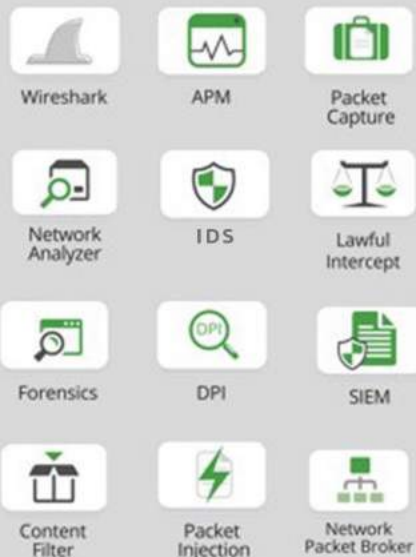 Wireshark
APM
Packet
Capture
Network
Analyzer
IDS
Lawful
Intercept
Forensics
DPI
DPI
SIEM
Content
Filter
Packet
Injection
Network
Packet Broker